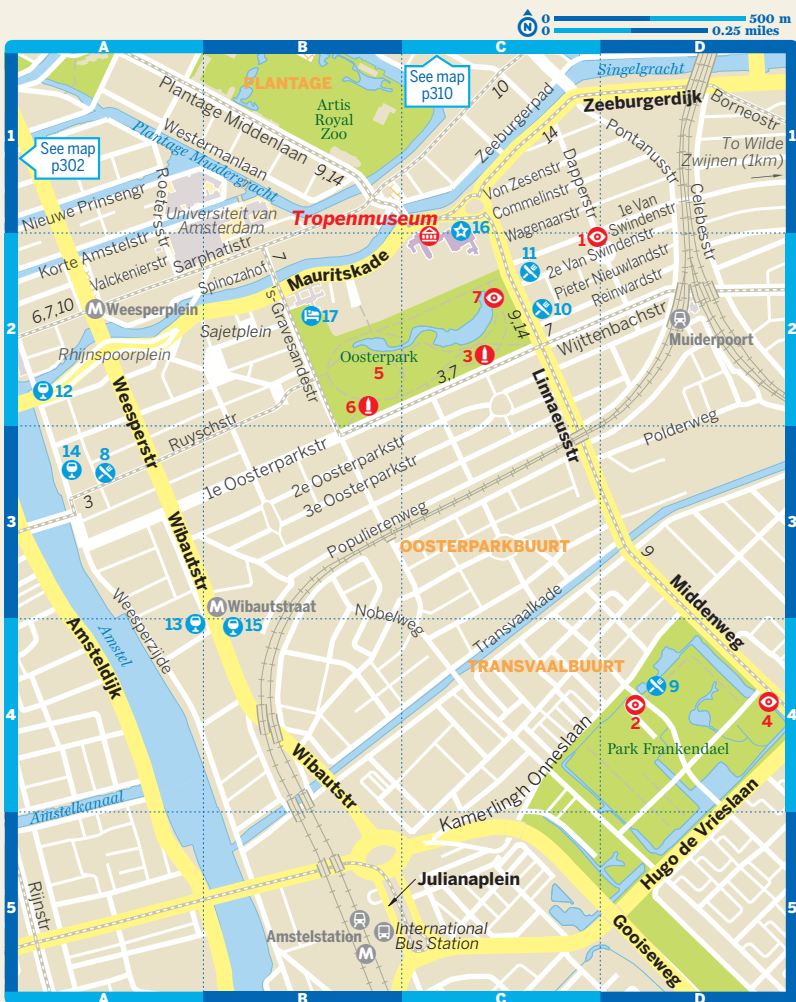 N
0 500 m
0 0.25 miles
A B C D
See map
p310
See map
p302
PLANTAGE
Artis
Royal
Zoo
Singelgracht
Zeeburgerdijk
Borneostr
To Wilde
Zwijnen (1km)
Plantage Middenlaan
9,14
10
Zeeburgerpad
14
Pontanusstr
Westermanlaan
Plantage Muidergracht
Roetersstr
Nieuwe Prinsengr
Universiteit van
Amsterdam
Tropenmuseum
16
Von Zesenstr
Commelinstr
Wagenaarstr
Dapperstr
1e Van
Swindenstr
Celebesstr
1
Korte Amstelstr
Valckenierstr
Sarphatistr
Spinozahof
7
Mauritskade
11
2e Van Swindenstr
Pieter Nieuwlandstr
Reinwardstr
6,7,10
Weesperplein
's-Gravesandestr
17
7
10
9,14
7
Wijttenbachstr
Muiderpoort
Sajetplein
Rhijnspoorplein
Oosterpark
5
3
3,7
12
6
Weesperstr
Linnaeusstr
Polderweg
14
8
Ruyschstr
1e Oosterparkstr
2e Oosterparkstr
3e Oosterparkstr
3
Wibautstr
Populierenweg
OOSTERPARKBUURT
9
Middenweg
Wibautstraat
Nobelweg
Transvaalkade
13
15
Weesperzijde
Amsteldijk
Amstel
TRANSVAALBUURT
9
2
4
Park Frankendael
Wibautstr
Kamerlingh Onneslaan
Amstelkanaal
Hugo de Vrieslaan
Julianaplein
Rijnstr
Amstelstation
International
Bus Station
Gooiseweg
1
2
3
4
5
1
2
3
4
5
A B C D